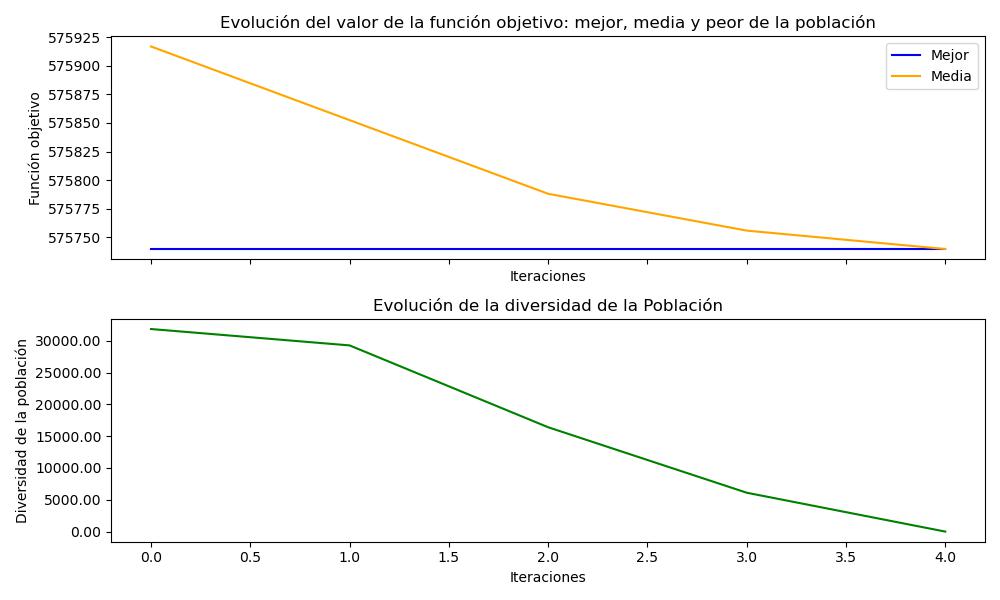 Evolución del valor de la función objetivo: mejor, media y peor de la población
575925
575900
575875
575850
575825
575800
575775
575750
Función objetivo
Mejor
Media
Iteraciones
Evolución de la diversidad de la Población
30000.00
25000.00
20000.00
15000.00
10000.00
5000.00
0.00
Diversidad de la población
0.0 0.5 1.0 1.5 2.0 2.5 3.0 3.5 4.0
Iteraciones